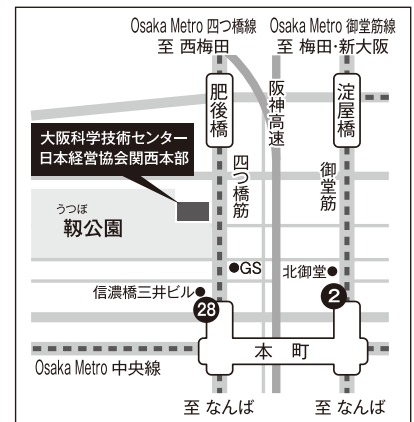 Osaka Metro 四つ橋線
至 西梅田
Osaka Metro 御堂筋線
至 梅田・新大阪
肥後橋
阪神高速
淀屋橋
大阪科学技術センター
日本経営協会関西本部
四つ橋筋
御堂筋
うつぼ
靱公園
GS
北御堂
信濃橋三井ビル
28
2
本町
Osaka Metro 中央線
至 なんば
至 なんば